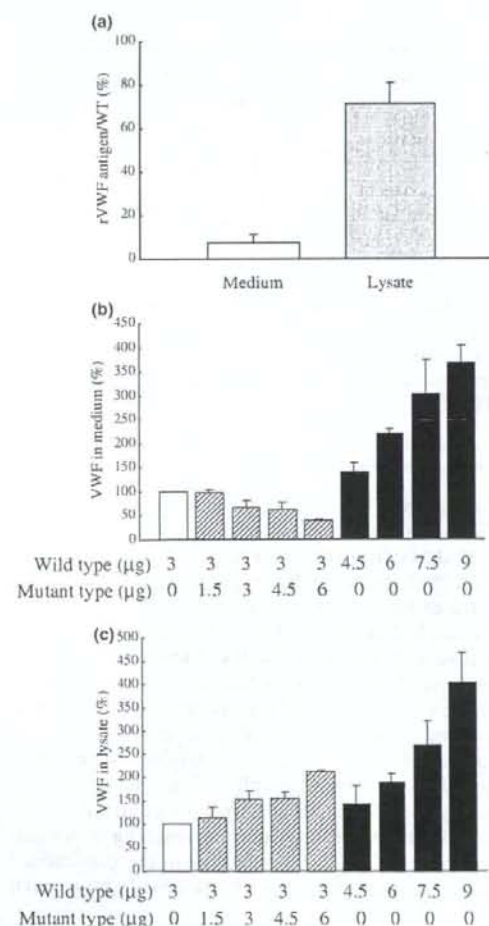 (a)
100
80
60
40
20
0
rVWF antigen/WT (%)
Medium Lysate
(b)
450
400
350
300
250
200
150
100
50
0
VWF in medium (%)
Wild type (μg) 3 3 3 3 3 4.5 6 7.5 9
Mutant type (μg) 0 1.5 3 4.5 6 0 0 0 0
(c)
500
450
400
350
300
250
200
150
100
50
0
VWF in lysate (%)
Wild type (μg) 3 3 3 3 3 4.5 6 7.5 9
Mutant type (μg) 0 1.5 3 4.5 6 0 0 0 0